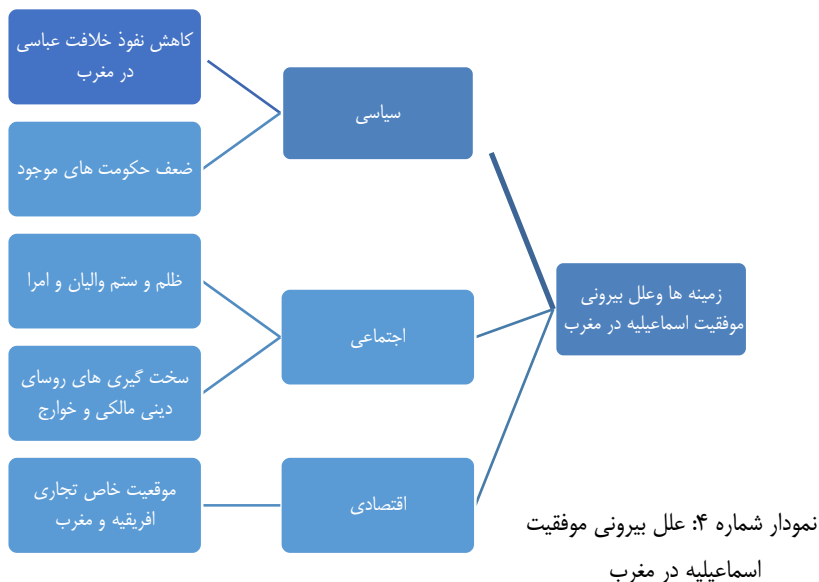 زمینه ها وعلل بیرونی
موفقیت اسماعیلیه در مغرب
سیاسی
کاهش نفوذ خلافت عباسی
در مغرب
ضعف حکومت های موجود
اجتماعی
ظلم و ستم والیان و امرا
سخت گیری های روسای
دینی مالکی و خوارج
اقتصادی
موقعیت خاص تجاری
افریقیه و مغرب
نمودار شماره ۴: علل بیرونی موفقیت
اسماعیلیه در مغرب